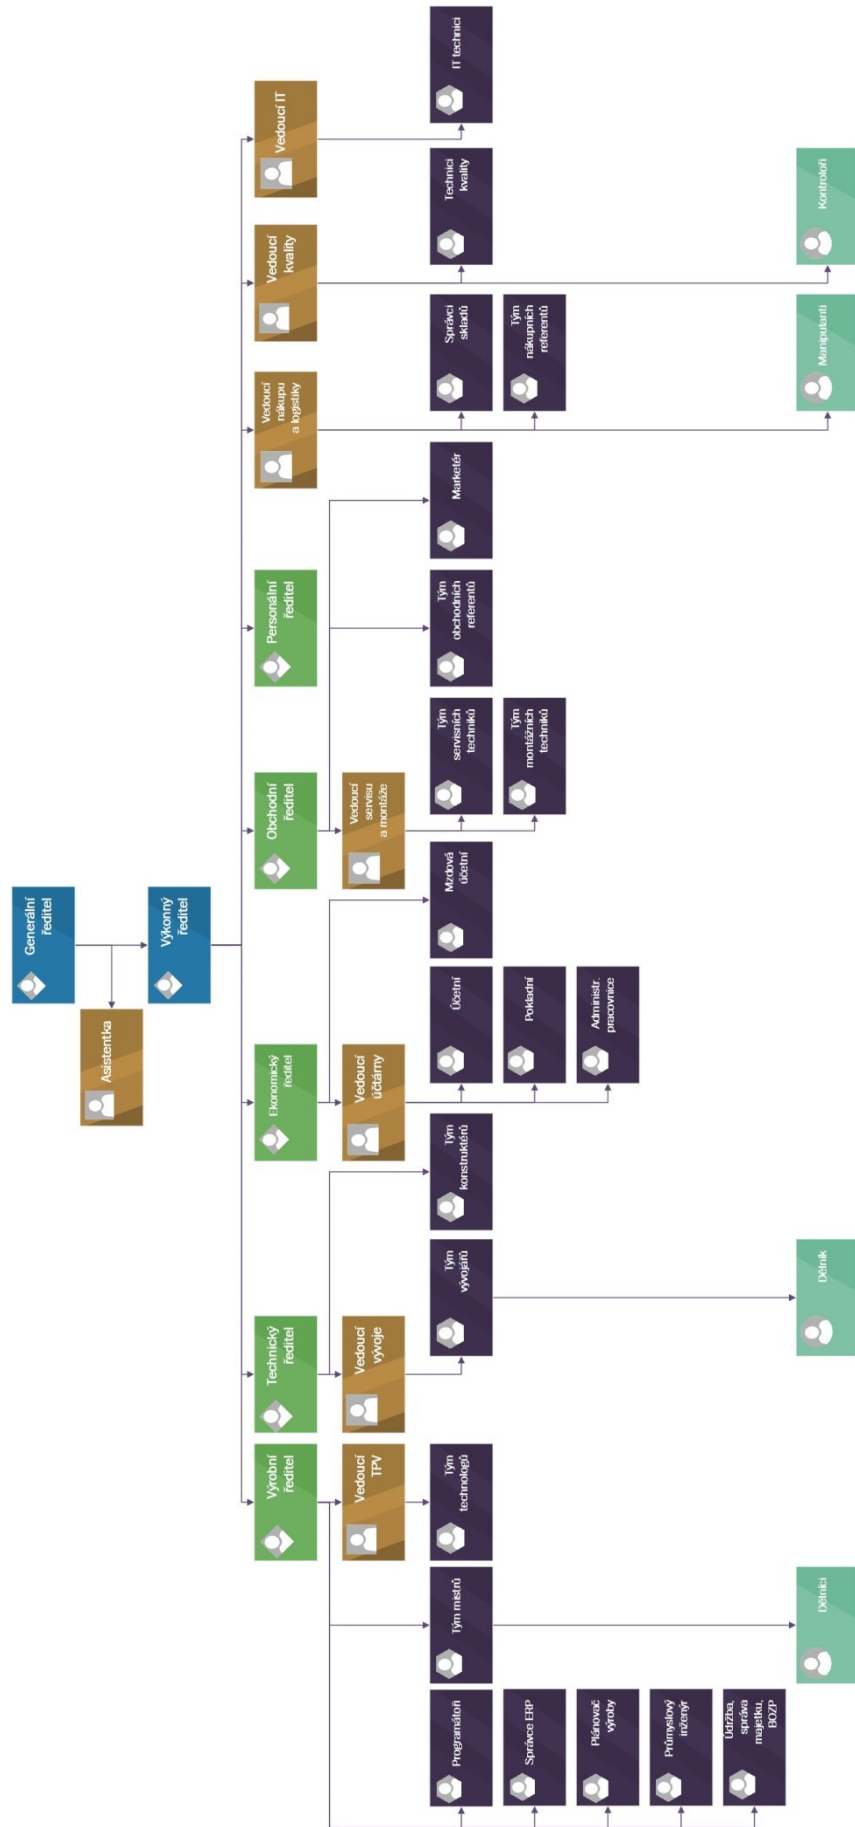 Generální
ředitel
Asistentka
Výkonný
ředitel
Výrobní
ředitel
Technický
ředitel
Ekonomický
ředitel
Obchodní
ředitel
Personální
ředitel
Vedoucí
nákupu
a logistiky
Vedoucí
kvality
Vedoucí IT
Vedoucí
TPV
Vedoucí
vývoje
Vedoucí
účtárny
Vedoucí
servisu
a montáže
Programátoři
Tým mistrů
Tým
technologů
Tým
vývojářů
Tým
konstruktérů
Účetní
Mzdová
účetní
Tým
servisních
techniků
Tým
obchodních
referentů
Marketér
Správci
skladů
Technici
kvality
IT technici
Správce ERP
Pokladní
Tým
montážních
techniků
Tým
nákupních
referentů
Plánovač
výroby
Administr.
pracovnice
Průmyslový
inženýr
Údržba,
správa
majetku,
BOZP
Dělníci
Dělník
Manipulanti
Kontroloři